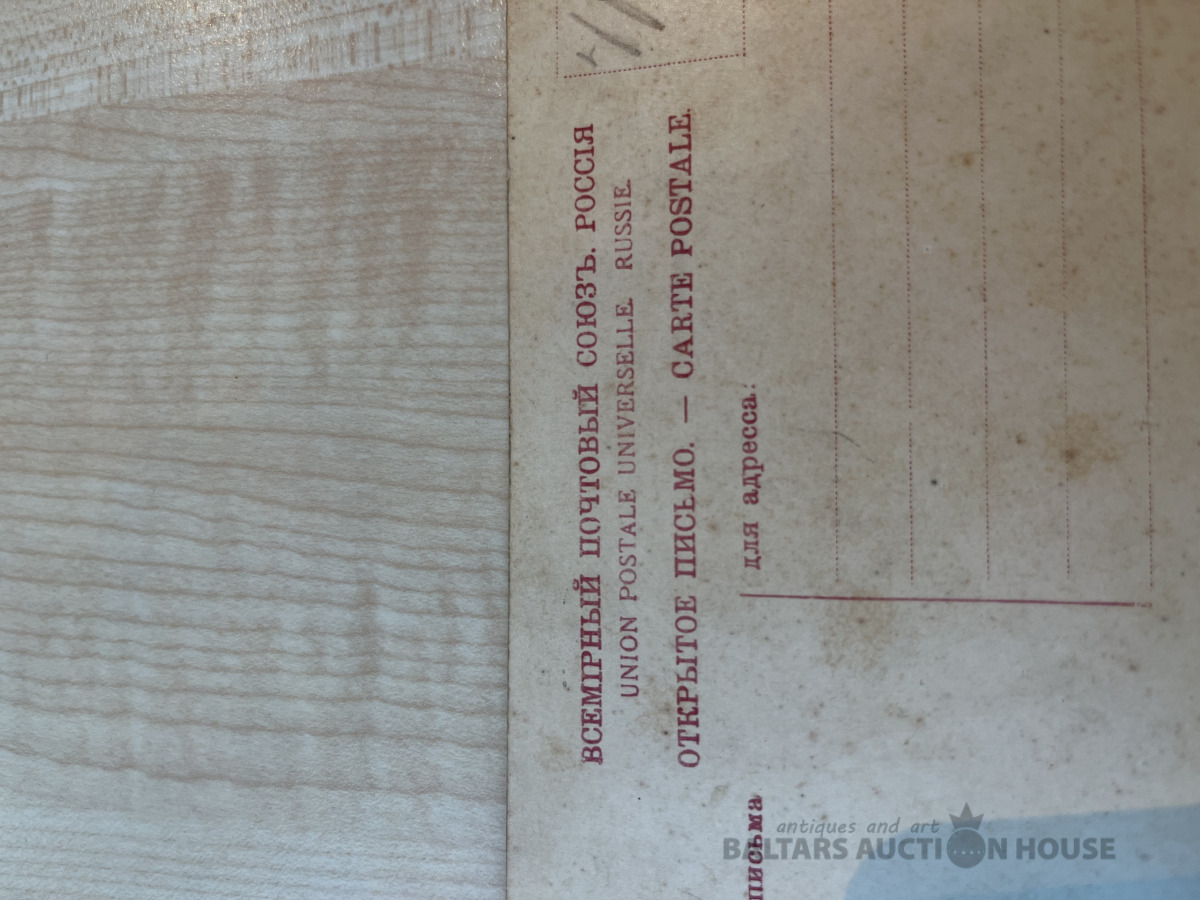 ВСЕМІРНЫЙ ПОЧТОВЫЙ СОЮЗЪ. РОССІЯ
UNION POSTALE UNIVERSELLE. RUSSIE.
ОТКРЫТОЕ ПИСЬМО. — CARTE POSTALE.
для адресса:
письма
antiques and art
BALTARS AUCTION HOUSE